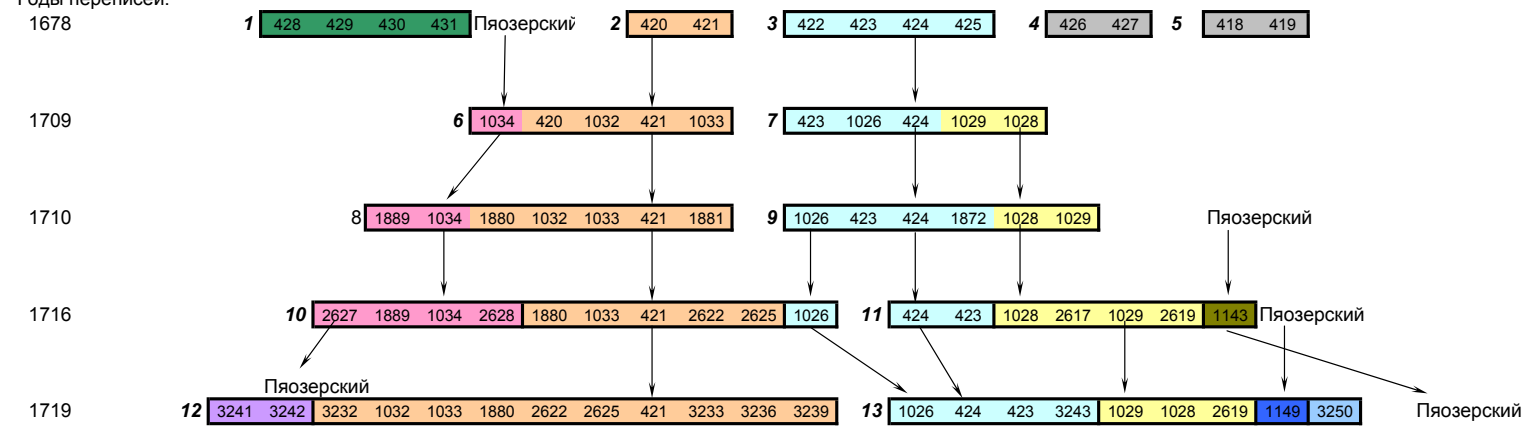 Годы переписей:
1678 1 428 429 430 431 Пяозерский 2 420 421 3 422 423 424 425 4 426 427 5 418 419
1709 6 1034 420 1032 421 1033 7 423 1026 424 1029 1028
1710 8 1889 1034 1880 1032 1033 421 1881 9 1026 423 424 1872 1028 1029 Пяозерский
1716 10 2627 1889 1034 2628 1880 1033 421 2622 2625 1026 11 424 423 1028 2617 1029 2619 1143 Пяозерский
Пяозерский
1719 12 3241 3242 3232 1032 1033 1880 2622 2625 421 3233 3236 3239 13 1026 424 423 3243 1029 1028 2619 1149 3250 Пяозерский